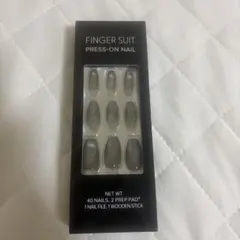 FINGER SUIT
PRESS-ON NAIL
NET WT.
40 NAILS, 2 PREP PAD*
1 NAIL FILE, 1 WOODEN STICK